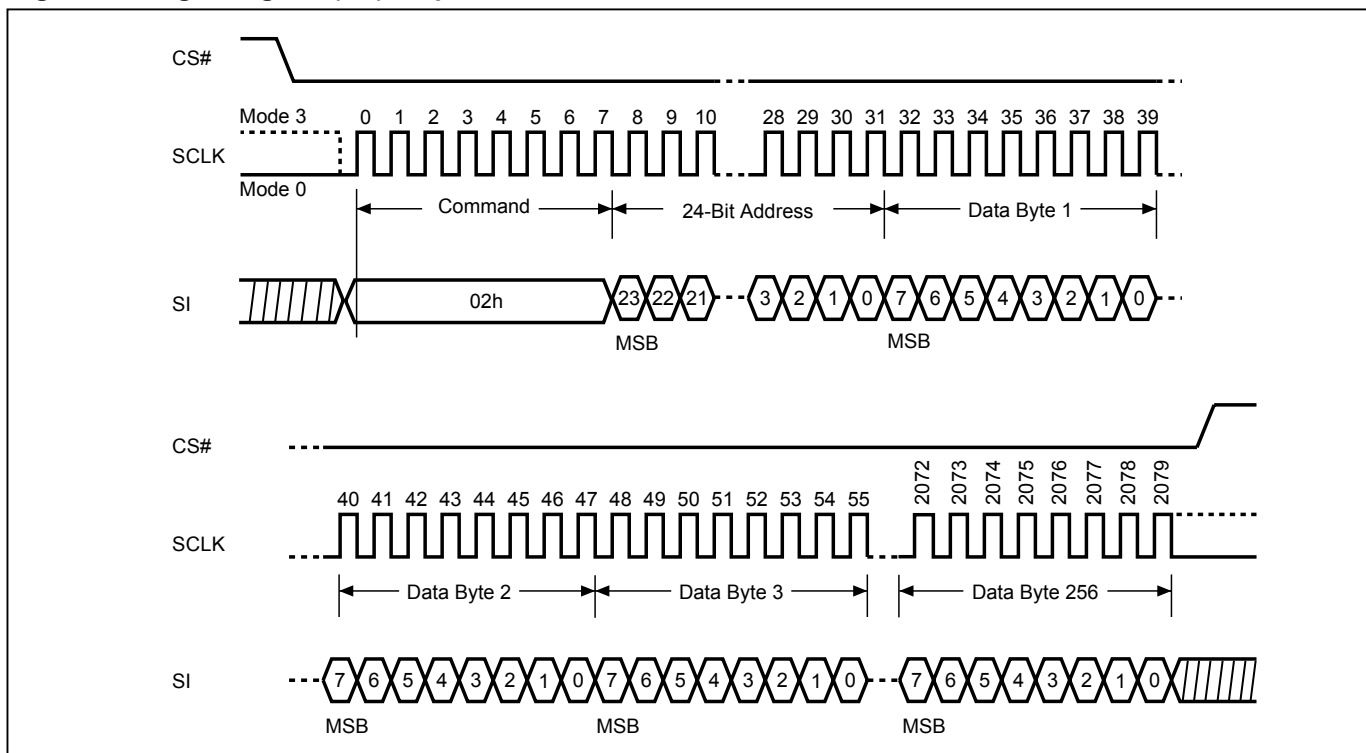 CS#
Mode 3
0 1 2 3 4 5 6 7 8 9 10 28 29 30 31 32 33 34 35 36 37 38 39
SCLK
Mode 0
Command 24-Bit Address Data Byte 1
SI 02h 23 22 21 3 2 1 0 7 6 5 4 3 2 1 0
MSB MSB
CS#
40 41 42 43 44 45 46 47 48 49 50 51 52 53 54 55 2072 2073 2074 2075 2076 2077 2078 2079
SCLK
Data Byte 2 Data Byte 3 Data Byte 256
SI 7 6 5 4 3 2 1 0 7 6 5 4 3 2 1 0 7 6 5 4 3 2 1 0
MSB MSB MSB